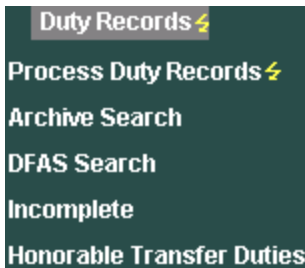 Duty Records
Process Duty Records
Archive Search
DFAS Search
Incomplete
Honorable Transfer Duties